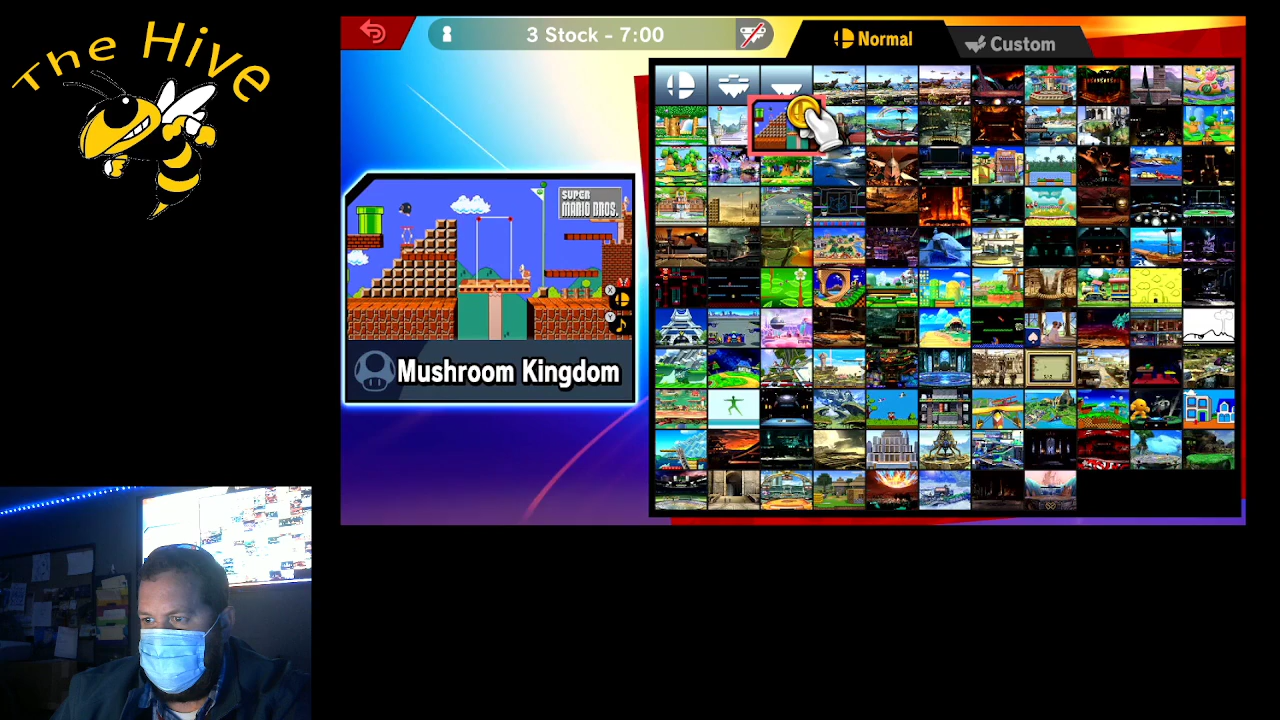 The Hive
3 Stock - 7:00
Normal
Custom
SUPER
MARIO BROS.
X
Y
Mushroom Kingdom